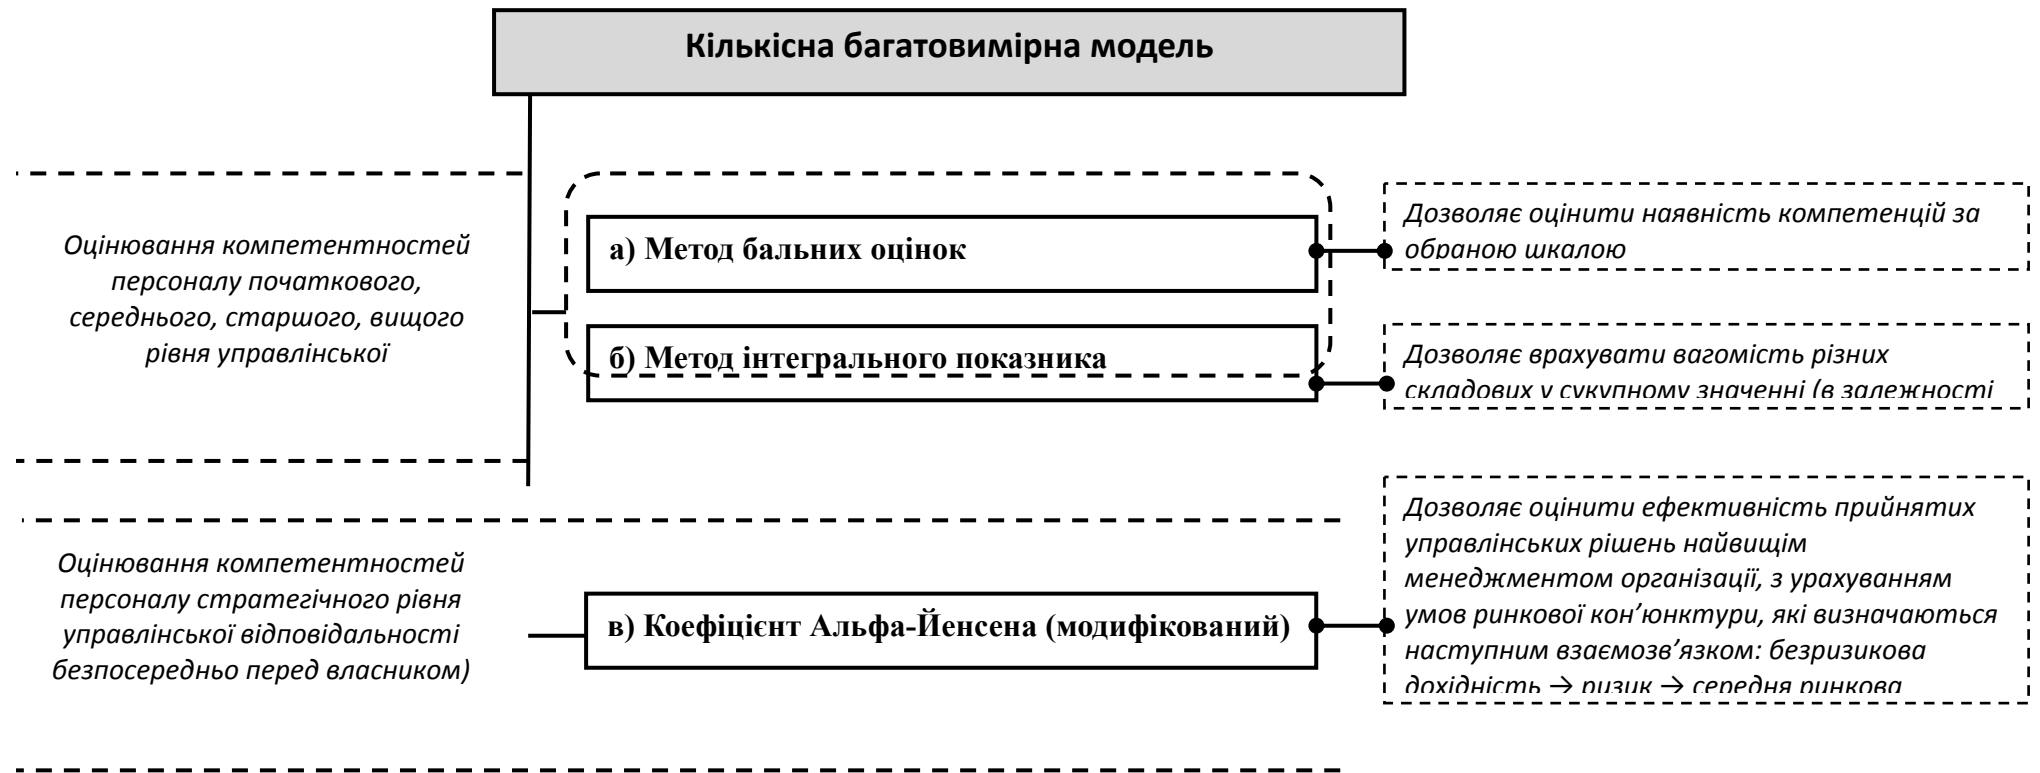 Кількісна багатовимірна модель
Оцінювання компетентностей
персоналу початкового,
середнього, старшого, вищого
рівня управлінської
а) Метод бальних оцінок
Дозволяє оцінити наявність компетенцій за
обраною шкалою
б) Метод інтегрального показника
Дозволяє врахувати вагомість різних
складових у сукупному значенні (в залежності
Оцінювання компетентностей
персоналу стратегічного рівня
управлінської відповідальності
безпосередньо перед власником)
в) Коефіцієнт Альфа-Йенсена (модифікований)
Дозволяє оцінити ефективність прийнятих
управлінських рішень найвищім
менеджментом організації, з урахуванням
умов ринкової кон’юнктури, які визначаються
наступним взаємозв’язком: безризикова
дохідність → ризик → середня ринкова